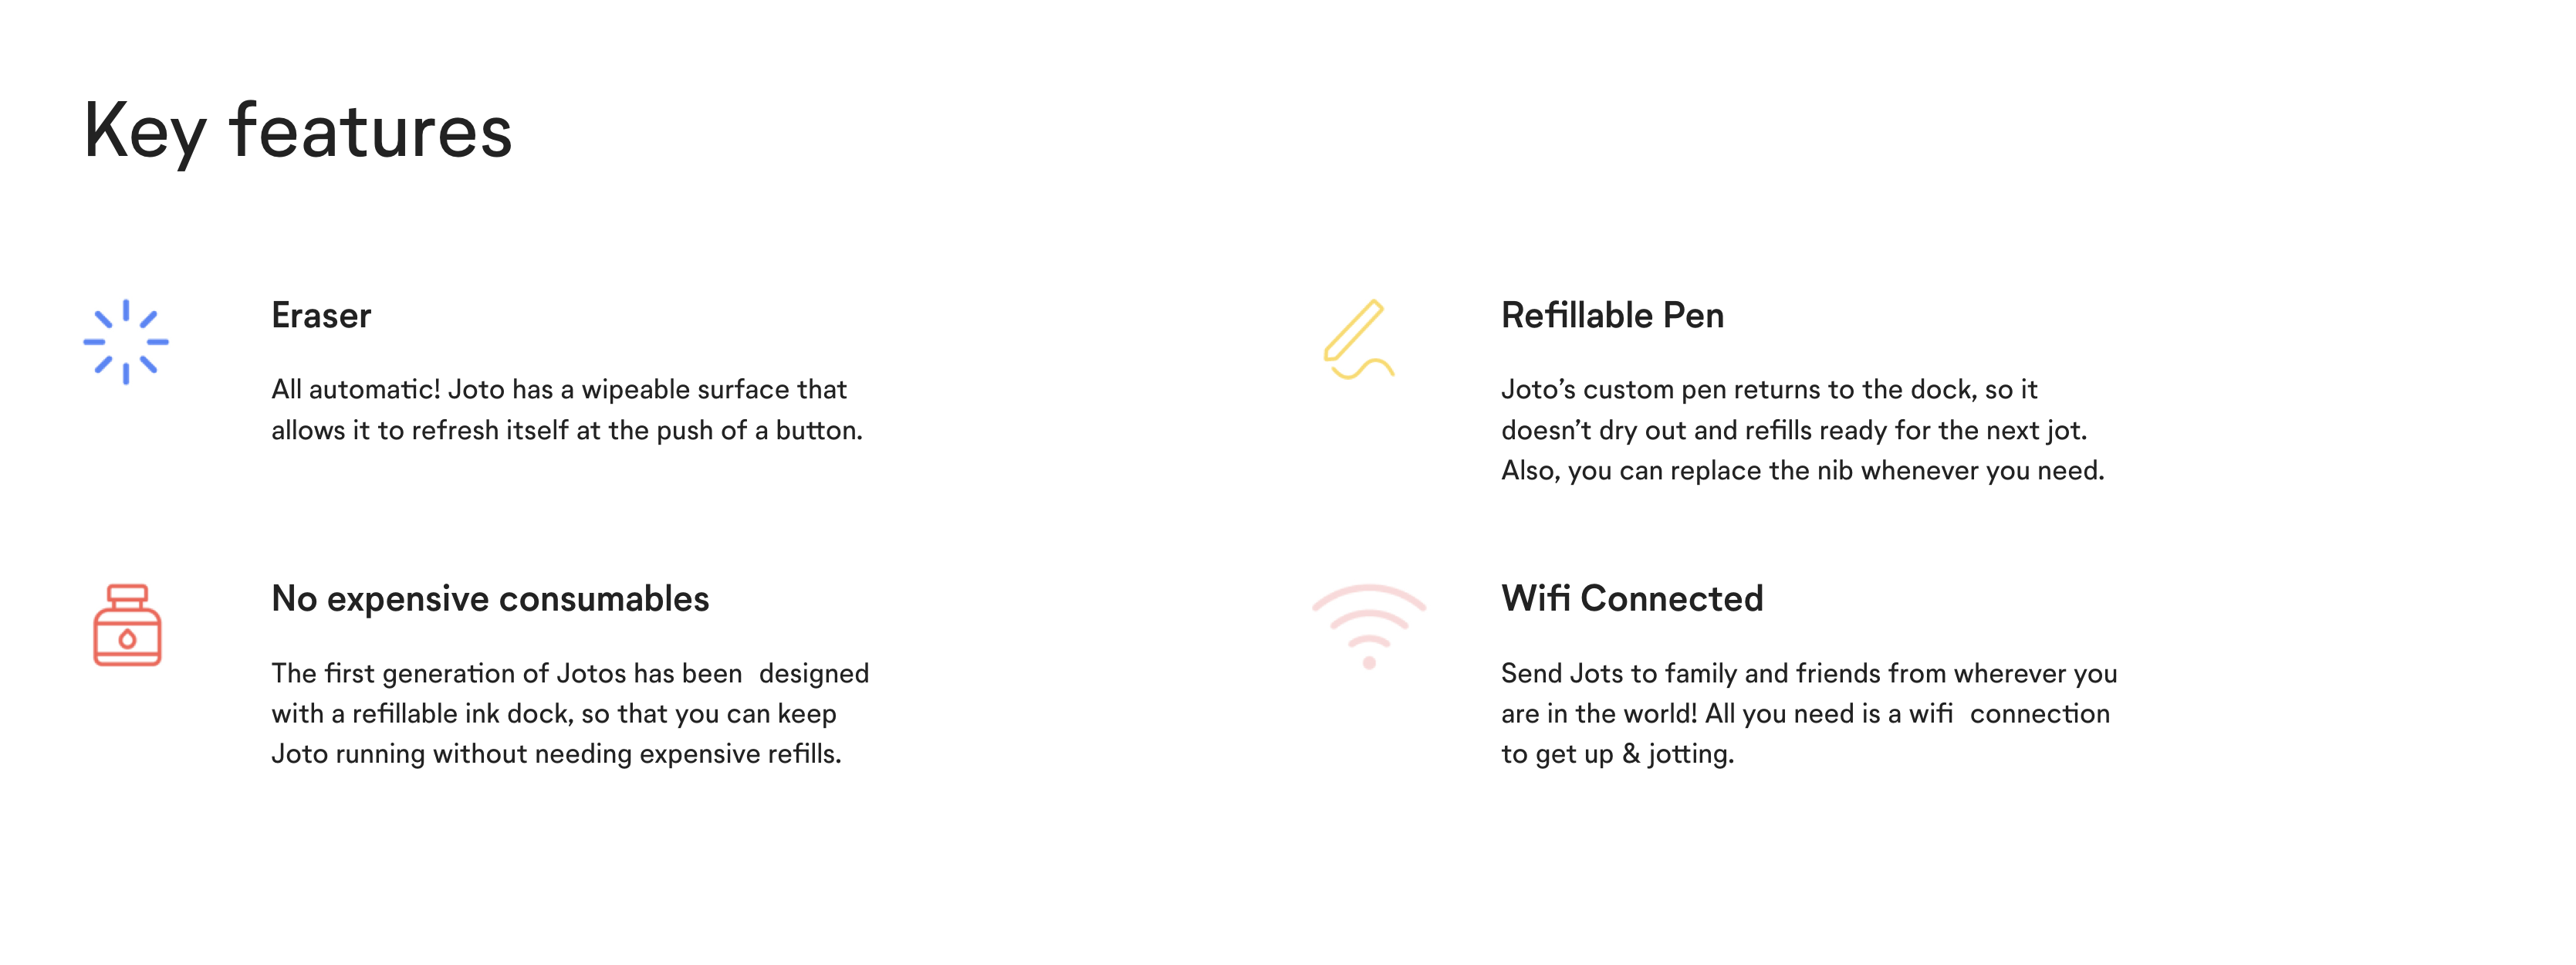 Key features
Eraser
All automatic! Joto has a wipeable surface that
allows it to refresh itself at the push of a button.
Refillable Pen
Joto’s custom pen returns to the dock, so it
doesn’t dry out and refills ready for the next jot.
Also, you can replace the nib whenever you need.
No expensive consumables
The first generation of Jotos has been  designed
with a refillable ink dock, so that you can keep
Joto running without needing expensive refills.
Wifi Connected
Send Jots to family and friends from wherever you
are in the world! All you need is a wifi  connection
to get up & jotting.